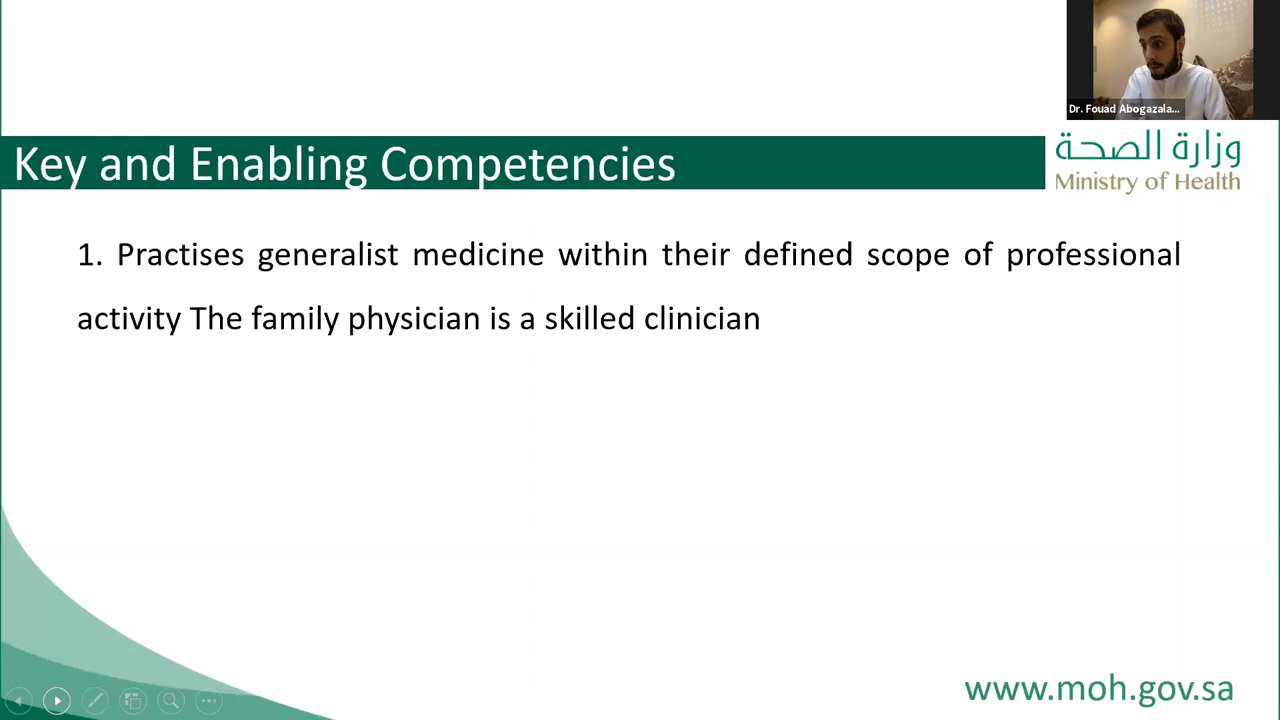 Dr. Fouad Abogazala...
Key and Enabling Competencies
وزارة الصحة
Ministry of Health
1. Practises generalist medicine within their defined scope of professional
activity The family physician is a skilled clinician
www.moh.gov.sa